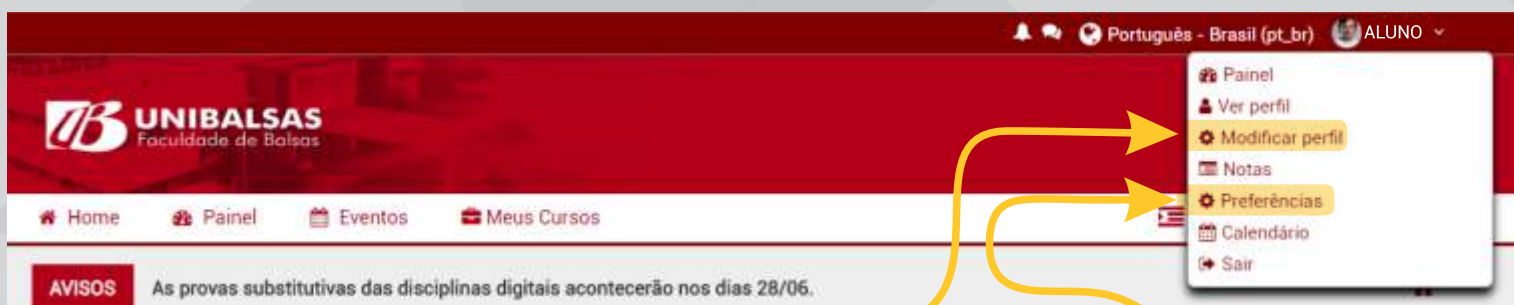 Português - Brasil (pt_br) ALUNO
Painel
Ver perfil
Modificar perfil
Notas
Preferências
Calendário
Sair
UNIBALSAS
Faculdade de Balsas
Home Painel Eventos Meus Cursos
AVISOS As provas substitutivas das disciplinas digitais acontecerão nos dias 28/06.